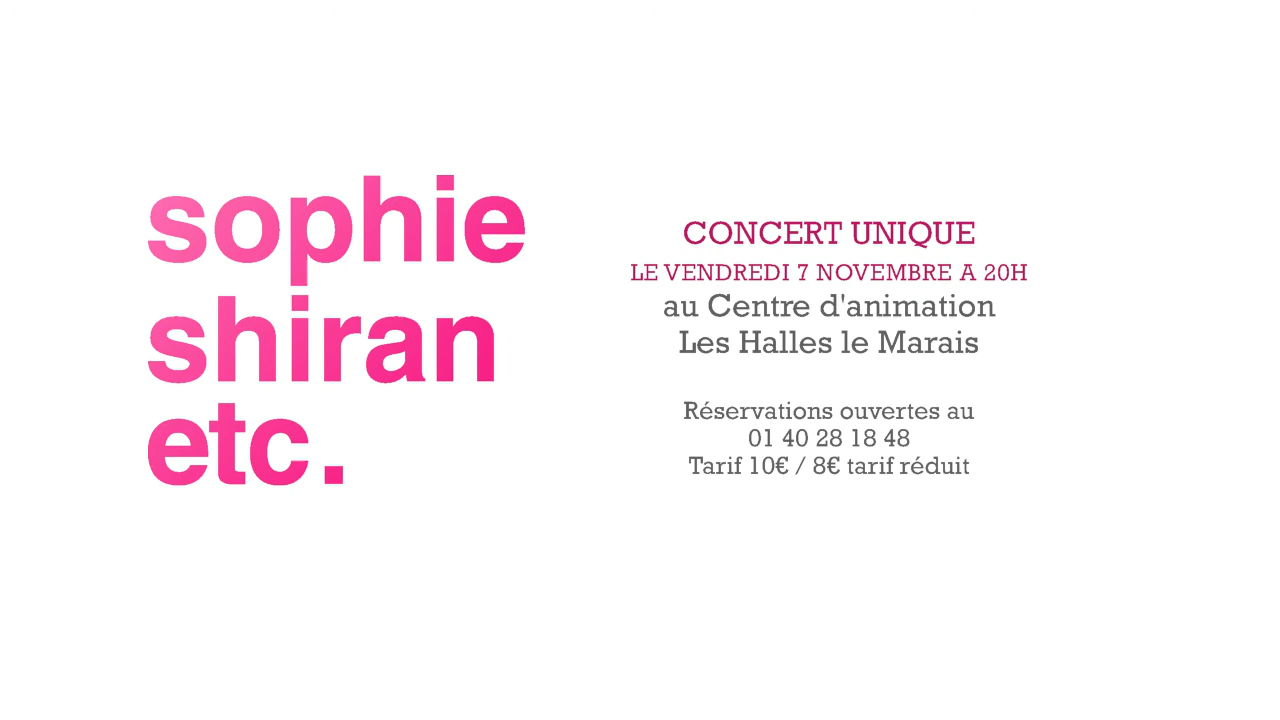 sophie
shiran
etc.
CONCERT UNIQUE
LE VENDREDI 7 NOVEMBRE A 20H
au Centre d'animation
Les Halles le Marais
Réservations ouvertes au
01 40 28 18 48
Tarif 10€ / 8€ tarif réduit